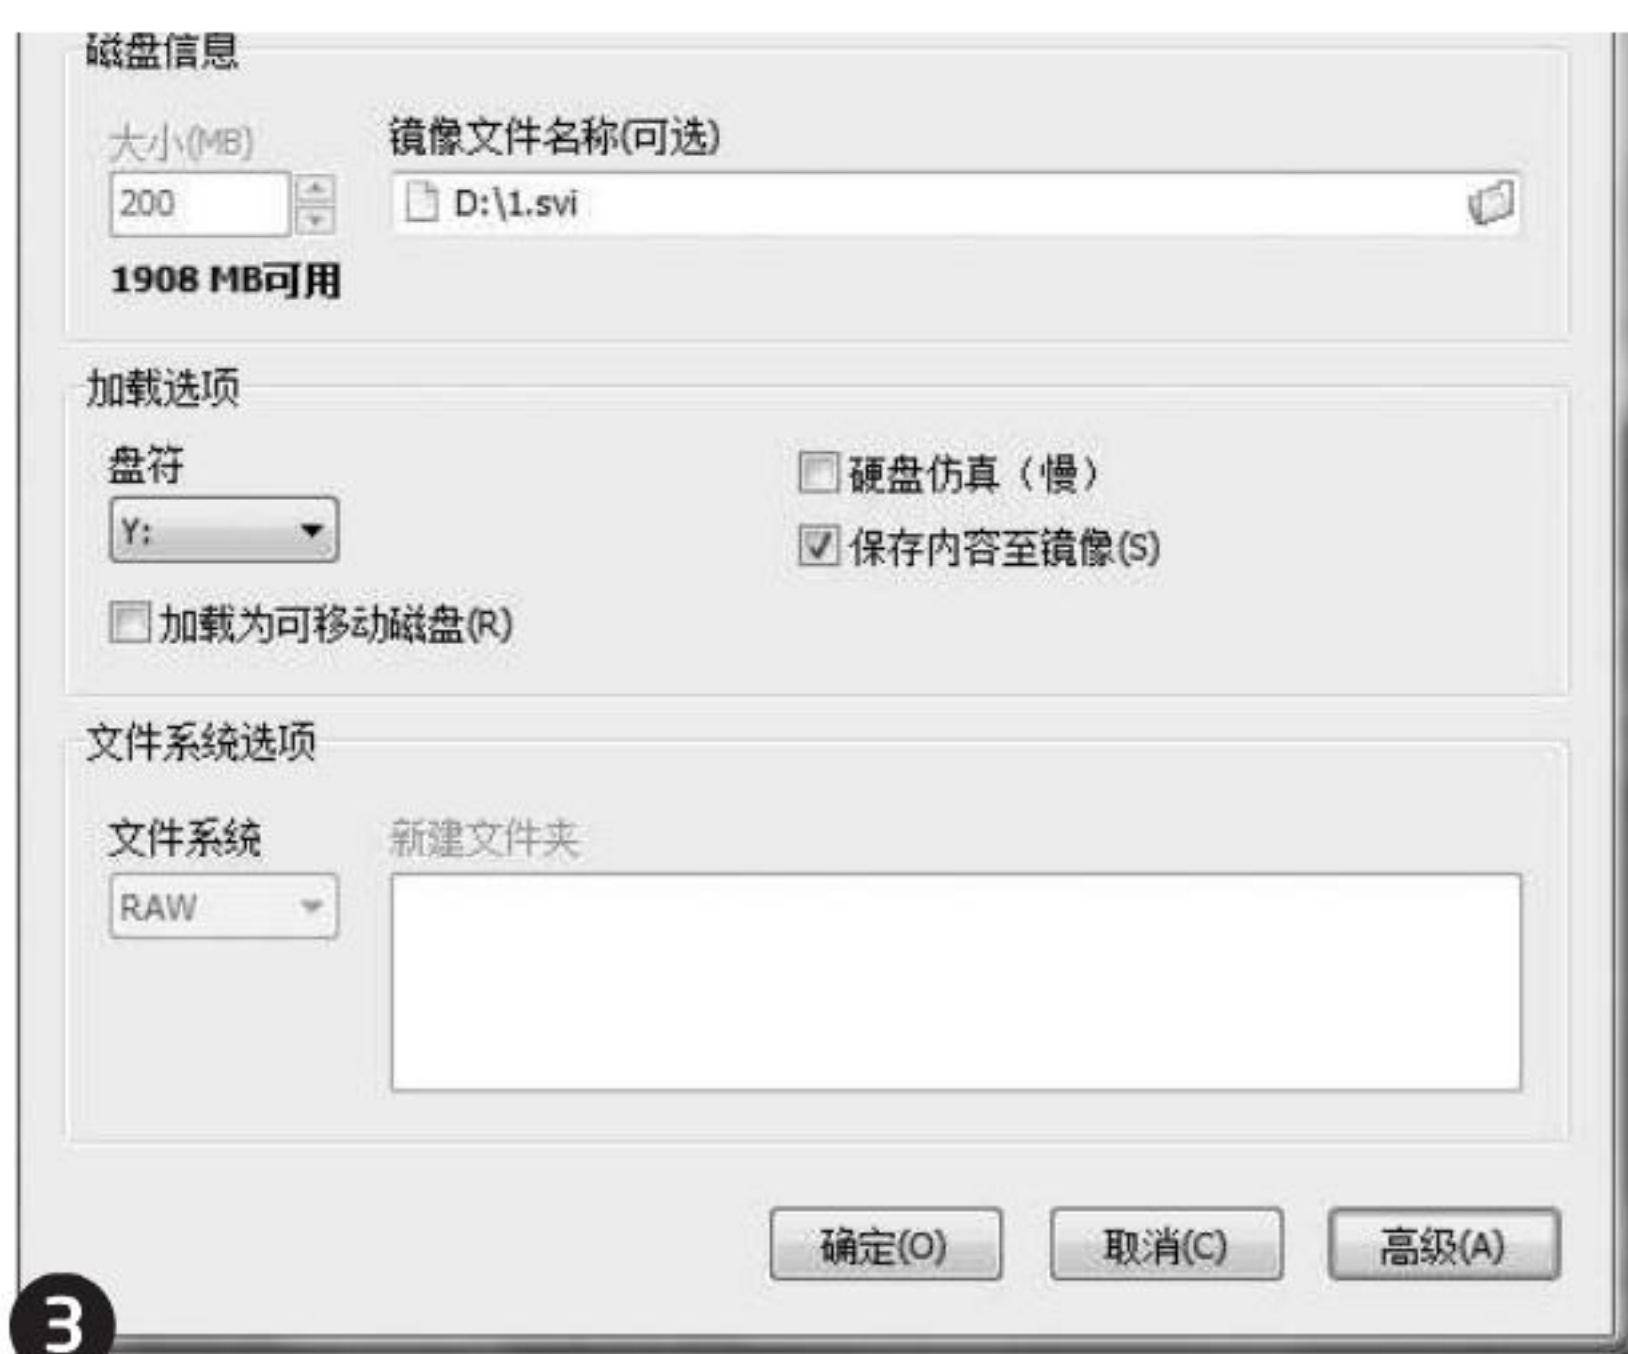 磁盘信息
大小(MB) 镜像文件名称(可选)
200 D:\1.svi
1908 MB可用
加载选项
盘符
硬盘仿真（慢）
Y:
保存内容至镜像(S)
加载为可移动磁盘(R)
文件系统选项
文件系统 新建文件夹
RAW
确定(O) 取消(C) 高级(A)
3